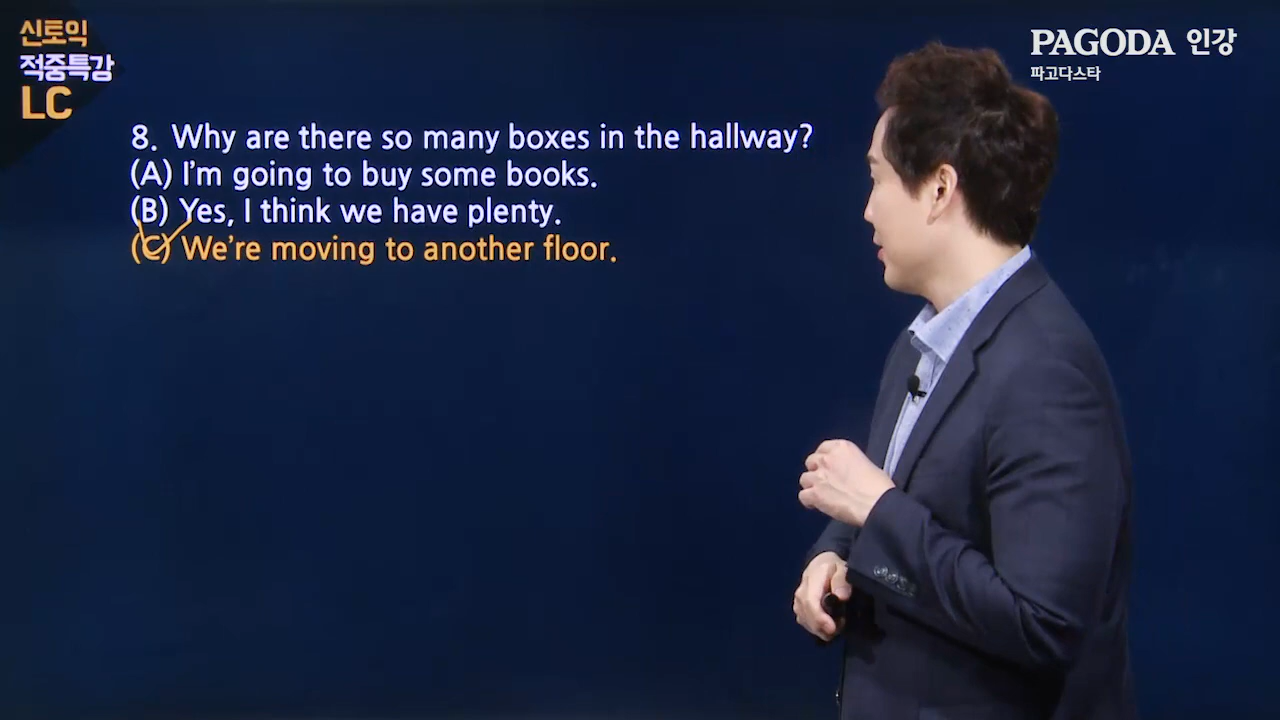 신토익
적중특강
LC
PAGODA 인강
파고다스타
8. Why are there so many boxes in the hallway?
(A) I'm going to buy some books.
(B) Yes, I think we have plenty.
(C) We're moving to another floor.